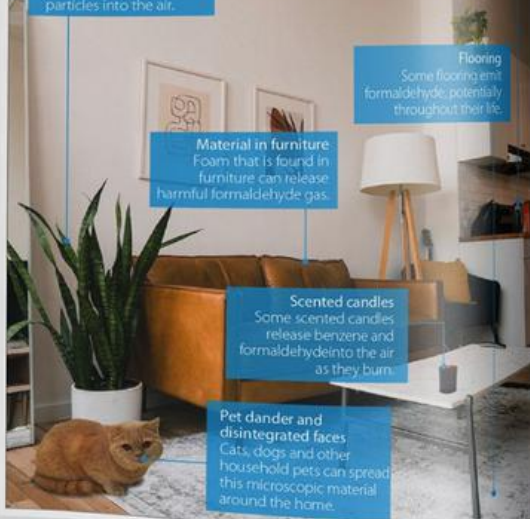 particles into the air.
Flooring
Some flooring emit
formaldehyde, potentially
throughout their life.
Material in furniture
Foam that is found in
furniture can release
harmful formaldehyde gas.
Scented candles
Some scented candles
release benzene and
formaldehydeinto the air
as they burn.
Pet dander and
disintegrated faces
Cats, dogs and other
household pets can spread
this microscopic material
around the home.